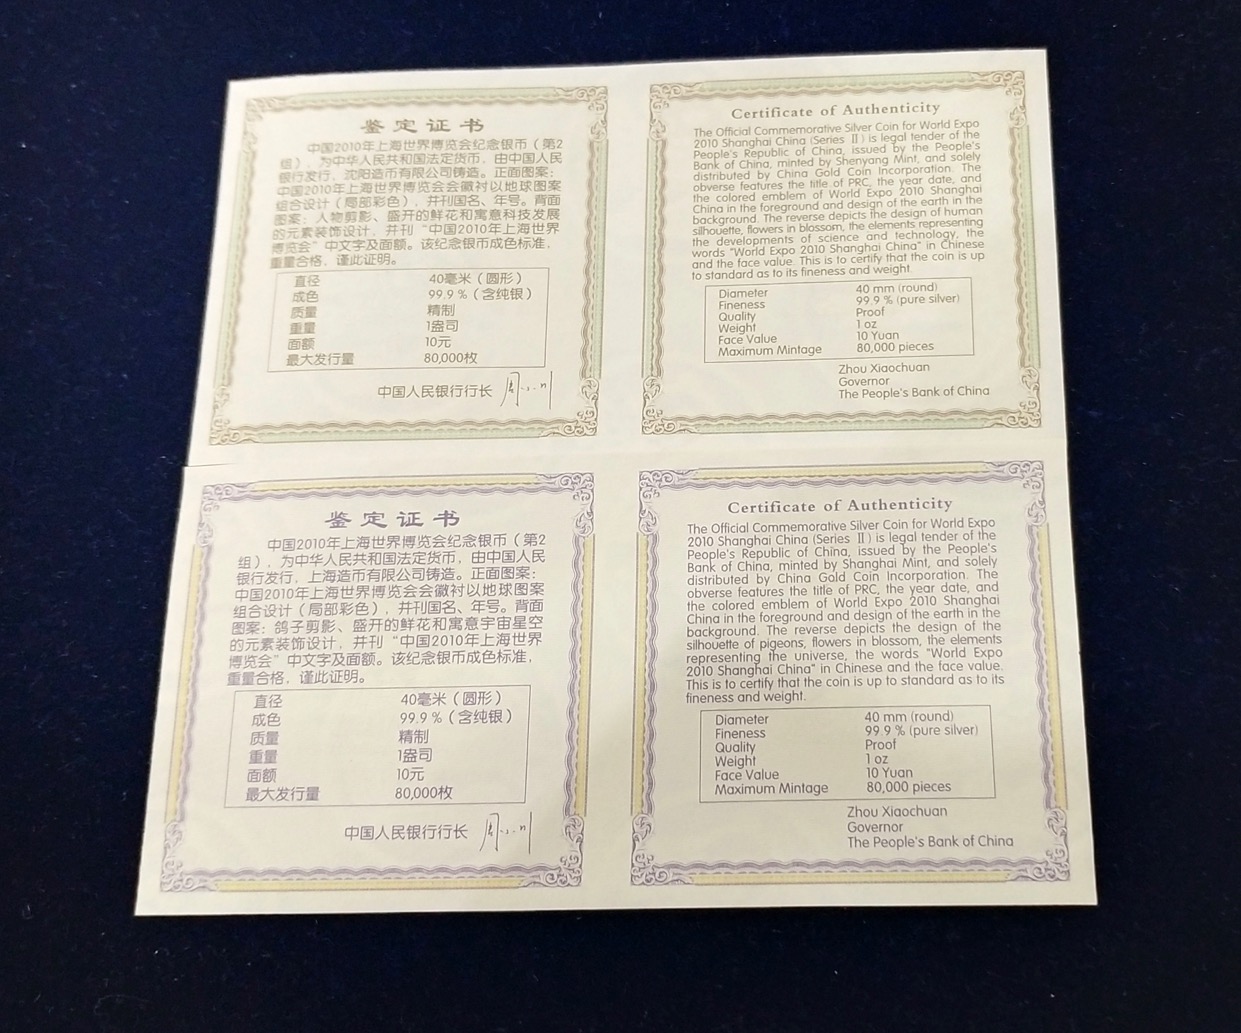 鉴定证书
中国2010年上海世界博览会纪念银币（第2
组），为中华人民共和国法定货币，由中国人民
银行发行，沈阳造币有限公司铸造。正面图案：
中国2010年上海世界博览会会徽衬以地球图案
组合设计（局部彩色），并刊国名、年号。背面
图案：人物剪影、盛开的鲜花和寓意科技发展
的元素装饰设计，并刊“中国2010年上海世界
博览会”中文字及面额。该纪念银币成色标准，
重量合格，谨此证明。
直径 40毫米（圆形）
成色 99.9％（含纯银）
质量 精制
重量 1盎司
面额 10元
最大发行量 80,000枚
中国人民银行行长 周小川
Certificate of Authenticity
The Official Commemorative Silver Coin for World Expo
2010 Shanghai China (Series Ⅱ) is legal tender of the
People's Republic of China, issued by the People's
Bank of China, minted by Shenyang Mint, and solely
distributed by China Gold Coin Incorporation. The
obverse features the title of PRC, the year date, and
the colored emblem of World Expo 2010 Shanghai
China in the foreground and design of the earth in the
background. The reverse depicts the design of human
silhouette, flowers in blossom, the elements representing
the developments of science and technology, the
words "World Expo 2010 Shanghai China" in Chinese
and the face value. This is to certify that the coin is up
to standard as to its fineness and weight.
Diameter 40 mm (round)
Fineness 99.9 % (pure silver)
Quality Proof
Weight 1 oz
Face Value 10 Yuan
Maximum Mintage 80,000 pieces
Zhou Xiaochuan
Governor
The People's Bank of China
鉴定证书
中国2010年上海世界博览会纪念银币（第2
组），为中华人民共和国法定货币，由中国人民
银行发行，上海造币有限公司铸造。正面图案：
中国2010年上海世界博览会会徽衬以地球图案
组合设计（局部彩色），并刊国名、年号。背面
图案：鸽子剪影、盛开的鲜花和寓意宇宙星空
的元素装饰设计，并刊“中国2010年上海世界
博览会”中文字及面额。该纪念银币成色标准，
重量合格，谨此证明。
直径 40毫米（圆形）
成色 99.9％（含纯银）
质量 精制
重量 1盎司
面额 10元
最大发行量 80,000枚
中国人民银行行长 周小川
Certificate of Authenticity
The Official Commemorative Silver Coin for World Expo
2010 Shanghai China (Series Ⅱ) is legal tender of the
People's Republic of China, issued by the People's
Bank of China, minted by Shanghai Mint, and solely
distributed by China Gold Coin Incorporation. The
obverse features the title of PRC, the year date, and
the colored emblem of World Expo 2010 Shanghai
China in the foreground and design of the earth in the
background. The reverse depicts the design of the
silhouette of pigeons, flowers in blossom, the elements
representing the universe, the words "World Expo
2010 Shanghai China" in Chinese and the face value.
This is to certify that the coin is up to standard as to its
fineness and weight.
Diameter 40 mm (round)
Fineness 99.9 % (pure silver)
Quality Proof
Weight 1 oz
Face Value 10 Yuan
Maximum Mintage 80,000 pieces
Zhou Xiaochuan
Governor
The People's Bank of China